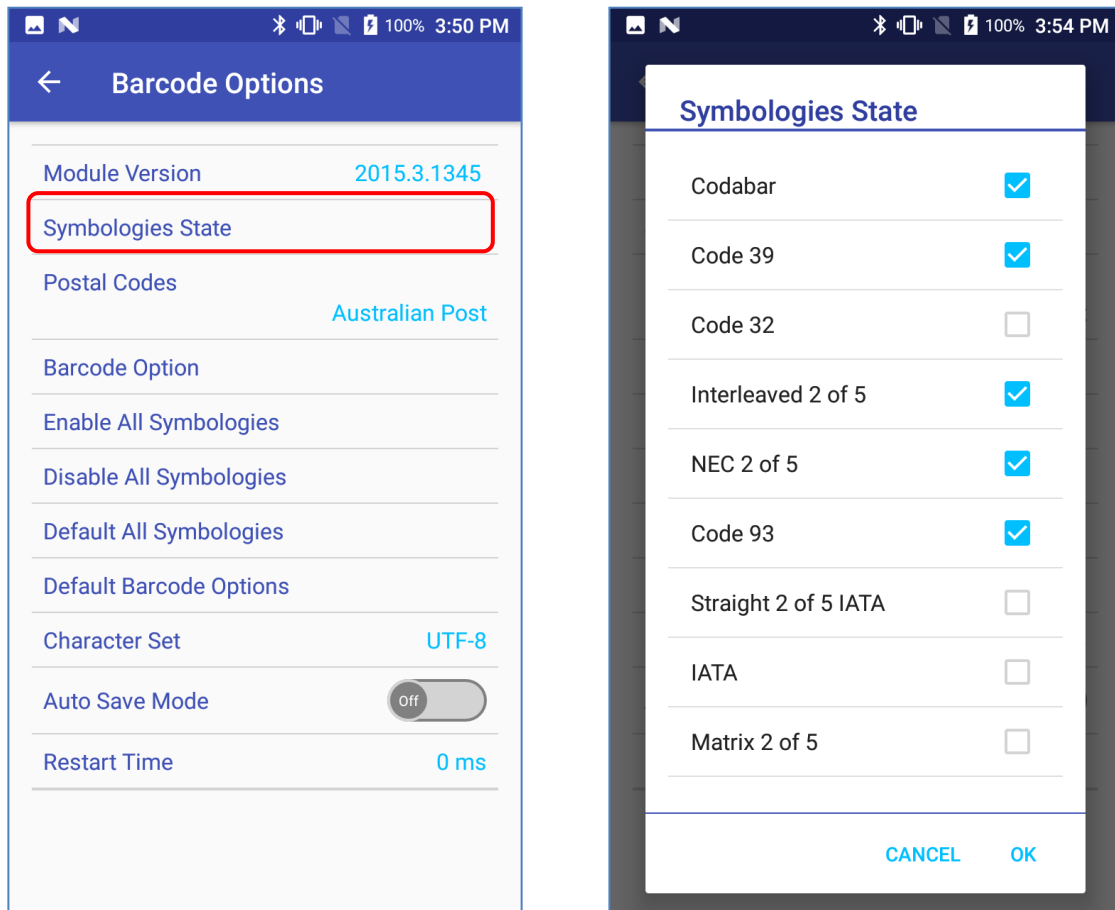 100% 3:50 PM
Barcode Options
Module Version 2015.3.1345
Symbologies State
Postal Codes
Australian Post
Barcode Option
Enable All Symbologies
Disable All Symbologies
Default All Symbologies
Default Barcode Options
Character Set UTF-8
Auto Save Mode Off
Restart Time 0 ms
100% 3:54 PM
Symbologies State
Codabar
Code 39
Code 32
Interleaved 2 of 5
NEC 2 of 5
Code 93
Straight 2 of 5 IATA
IATA
Matrix 2 of 5
CANCEL OK